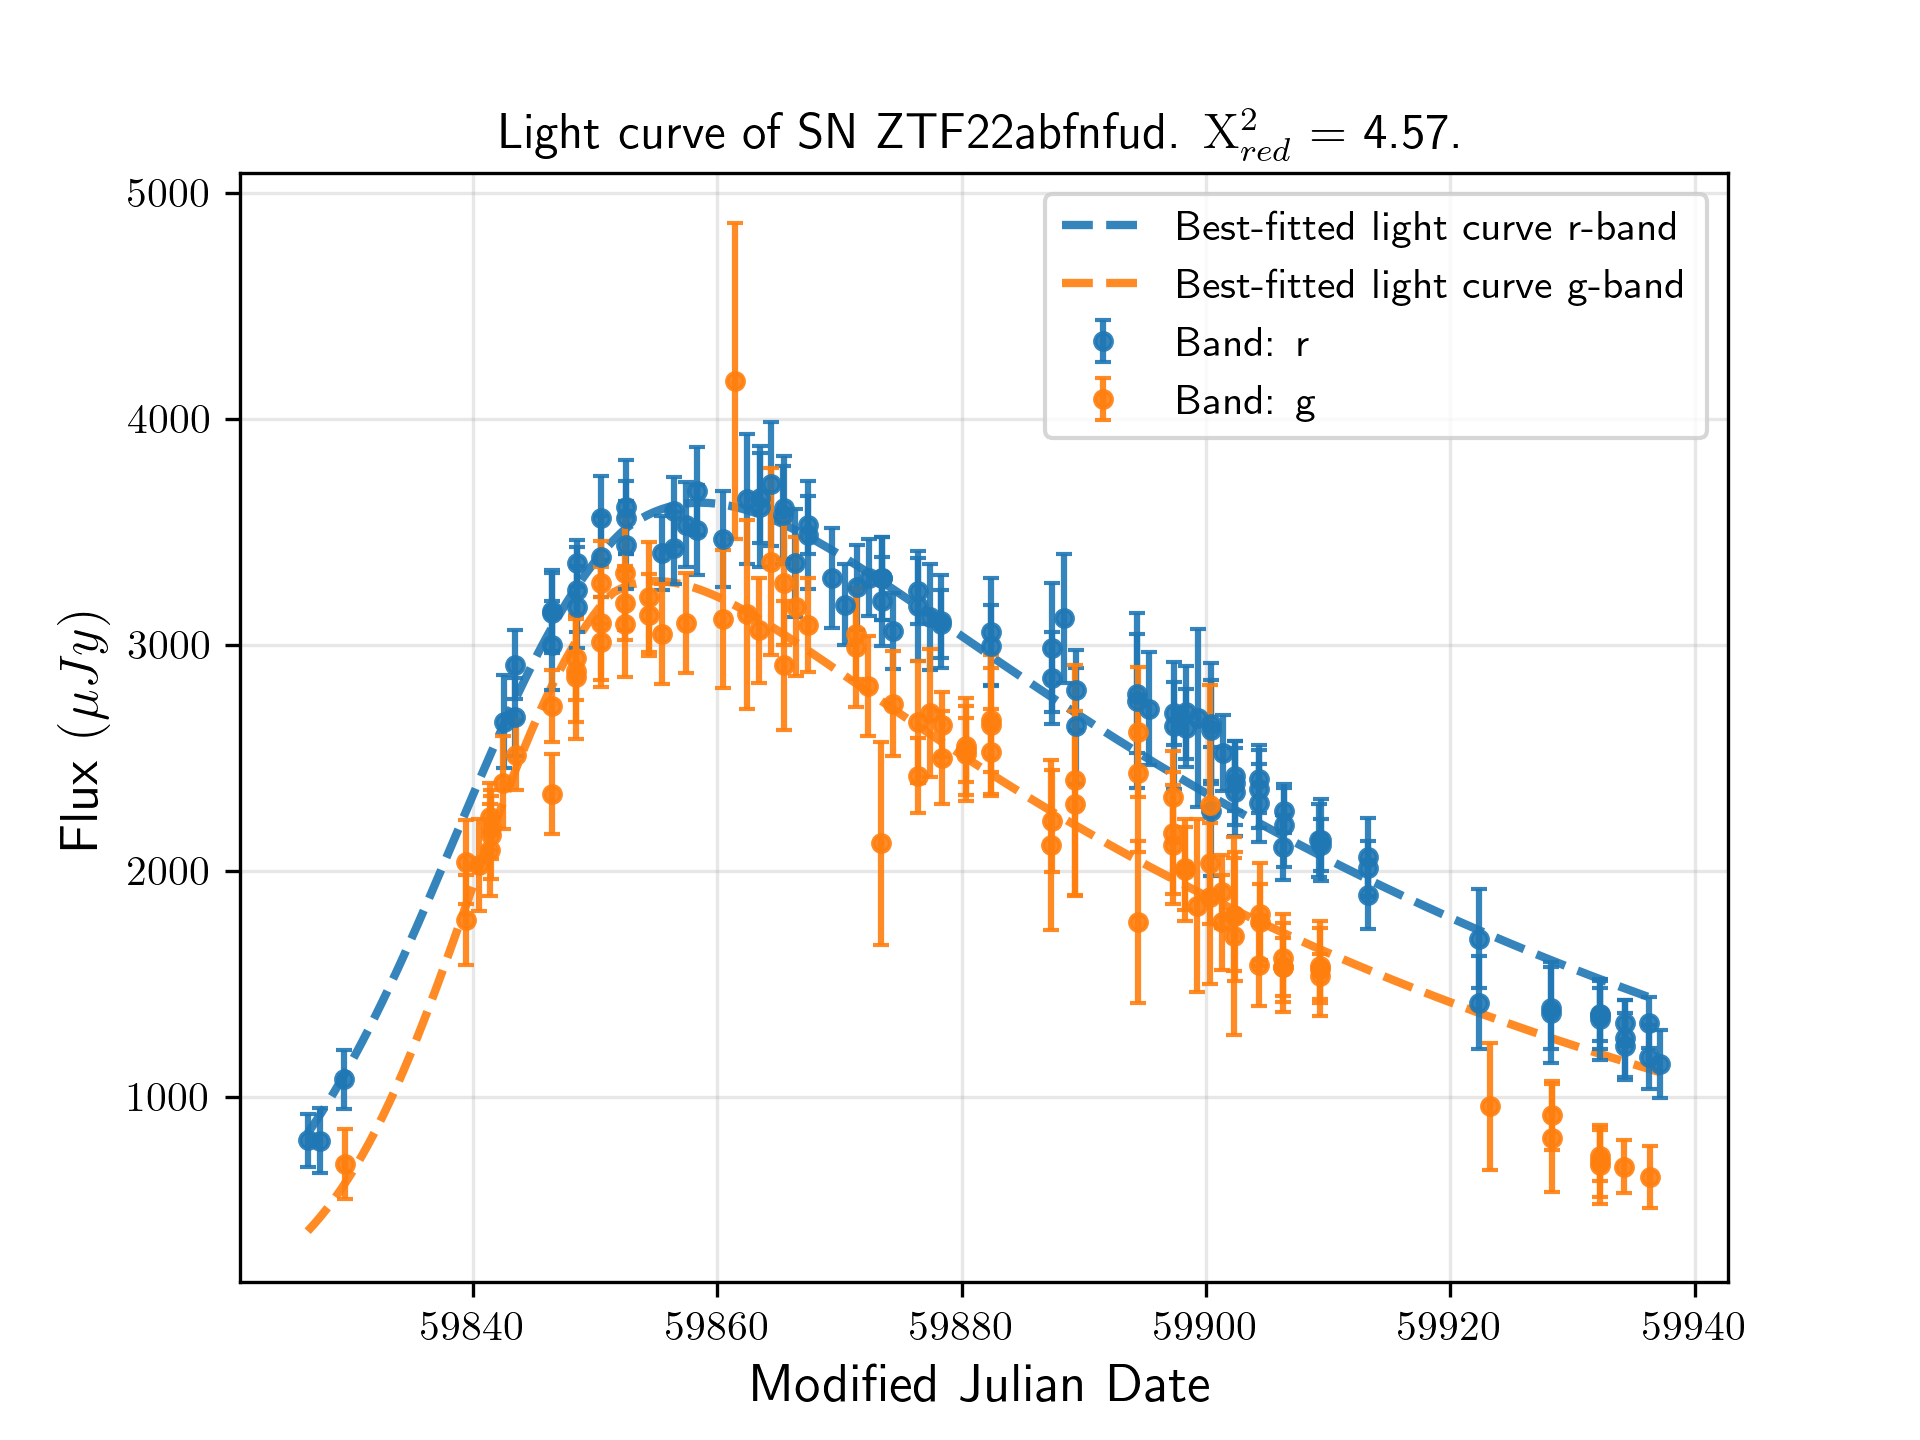 Light curve of SN ZTF22abfnfud. X²red = 4.57.
5000
4000
3000
2000
1000
Flux (μJy)
Best-fitted light curve r-band
Best-fitted light curve g-band
Band: r
Band: g
59840 59860 59880 59900 59920 59940
Modified Julian Date